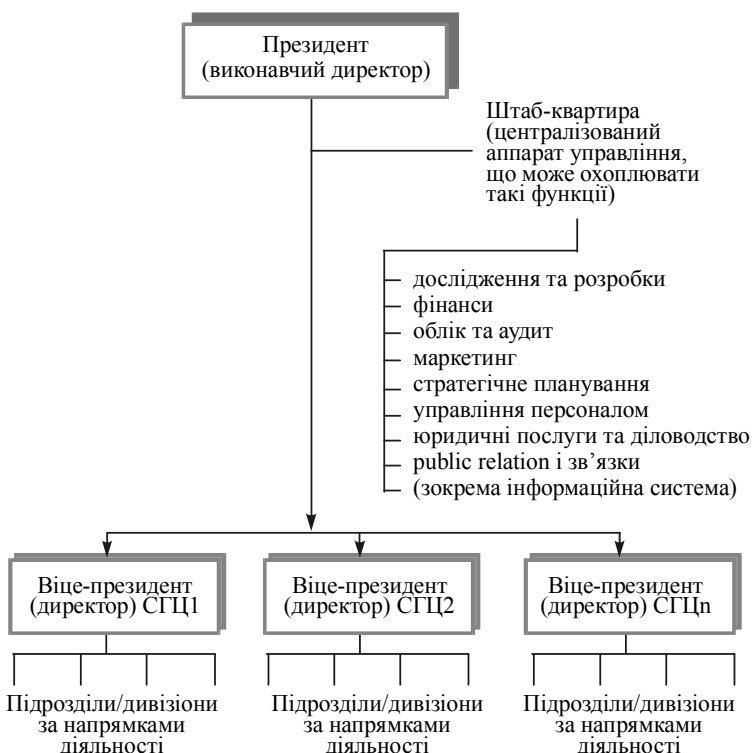 Президент
(виконавчий директор)
Штаб-квартира
(централізований
аппарат управління,
що може охоплювати
такі функції)
дослідження та розробки
фінанси
облік та аудит
маркетинг
стратегічне планування
управління персоналом
юридичні послуги та діловодство
public relation і зв’язки
(зокрема інформаційна система)
Віце-президент
(директор) СГЦ1
Віце-президент
(директор) СГЦ2
Віце-президент
(директор) СГЦn
Підрозділи/дивізіони
за напрямками
діяльності
Підрозділи/дивізіони
за напрямками
діяльності
Підрозділи/дивізіони
за напрямками
діяльності